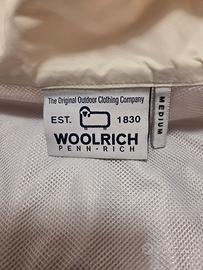 The Original Outdoor Clothing Company
EST. 1830
WOOLRICH
PENN-RICH
MEDIUM